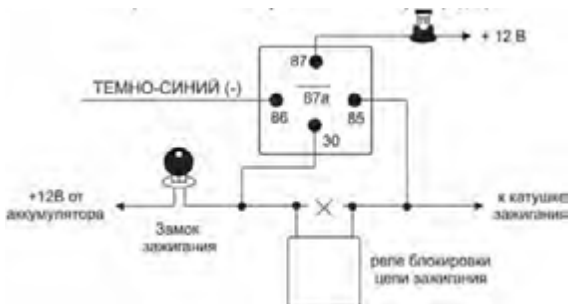 + 12 В
87
ТЕМНО-СИНИЙ (-)
87а
86
85
30
+12В от
аккумулятора
Замок
зажигания
к катушке
зажигания
реле блокировки
цепи зажигания